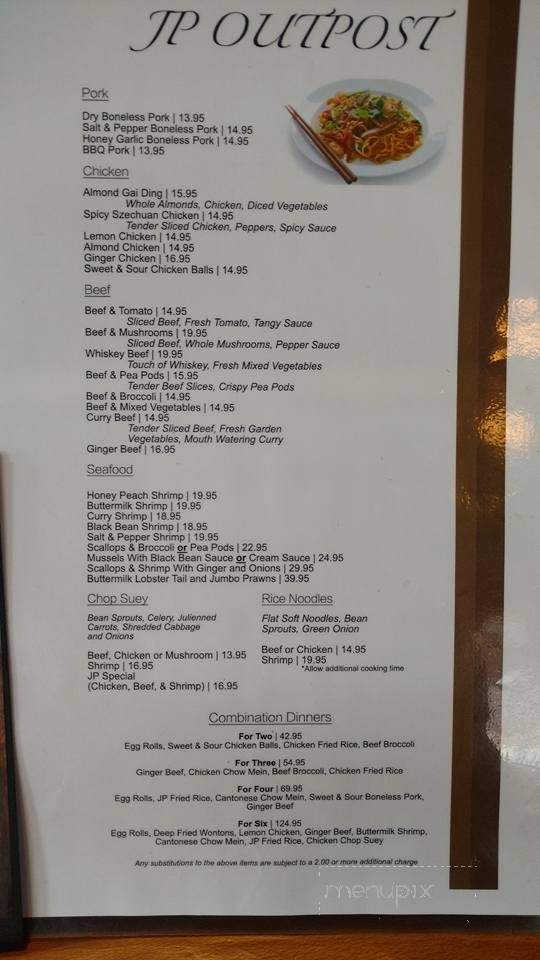 JP OUTPOST
Pork
Dry Boneless Pork | 13.95
Salt & Pepper Boneless Pork | 14.95
Honey Garlic Boneless Pork | 14.95
BBQ Pork | 13.95
Chicken
Almond Gai Ding | 15.95
Whole Almonds, Chicken, Diced Vegetables
Spicy Szechuan Chicken | 14.95
Tender Sliced Chicken, Peppers, Spicy Sauce
Lemon Chicken | 14.95
Almond Chicken | 14.95
Ginger Chicken | 16.95
Sweet & Sour Chicken Balls | 14.95
Beef
Beef & Tomato | 14.95
Sliced Beef, Fresh Tomato, Tangy Sauce
Beef & Mushrooms | 19.95
Sliced Beef, Whole Mushrooms, Pepper Sauce
Whiskey Beef | 19.95
Touch of Whiskey, Fresh Mixed Vegetables
Beef & Pea Pods | 15.95
Tender Beef Slices, Crispy Pea Pods
Beef & Broccoli | 14.95
Beef & Mixed Vegetables | 14.95
Curry Beef | 14.95
Tender Sliced Beef, Fresh Garden
Vegetables, Mouth Watering Curry
Ginger Beef | 16.95
Seafood
Honey Peach Shrimp | 19.95
Buttermilk Shrimp | 19.95
Curry Shrimp | 18.95
Black Bean Shrimp | 18.95
Salt & Pepper Shrimp | 19.95
Scallops & Broccoli or Pea Pods | 22.95
Mussels With Black Bean Sauce or Cream Sauce | 24.95
Scallops & Shrimp With Ginger and Onions | 29.95
Buttermilk Lobster Tail and Jumbo Prawns | 39.95
Chop Suey
Bean Sprouts, Celery, Julienned
Carrots, Shredded Cabbage
and Onions
Beef, Chicken or Mushroom | 13.95
Shrimp | 16.95
JP Special
(Chicken, Beef, & Shrimp) | 16.95
Rice Noodles
Flat Soft Noodles, Bean
Sprouts, Green Onion
Beef or Chicken | 14.95
Shrimp | 19.95
*Allow additional cooking time
Combination Dinners
For Two | 42.95
Egg Rolls, Sweet & Sour Chicken Balls, Chicken Fried Rice, Beef Broccoli
For Three | 54.95
Ginger Beef, Chicken Chow Mein, Beef Broccoli, Chicken Fried Rice
For Four | 69.95
Egg Rolls, JP Fried Rice, Cantonese Chow Mein, Sweet & Sour Boneless Pork,
Ginger Beef
For Six | 124.95
Egg Rolls, Deep Fried Wontons, Lemon Chicken, Ginger Beef, Buttermilk Shrimp,
Cantonese Chow Mein, JP Fried Rice, Chicken Chop Suey
Any substitutions to the above items are subject to a 2.00 or more additional charge
menupix